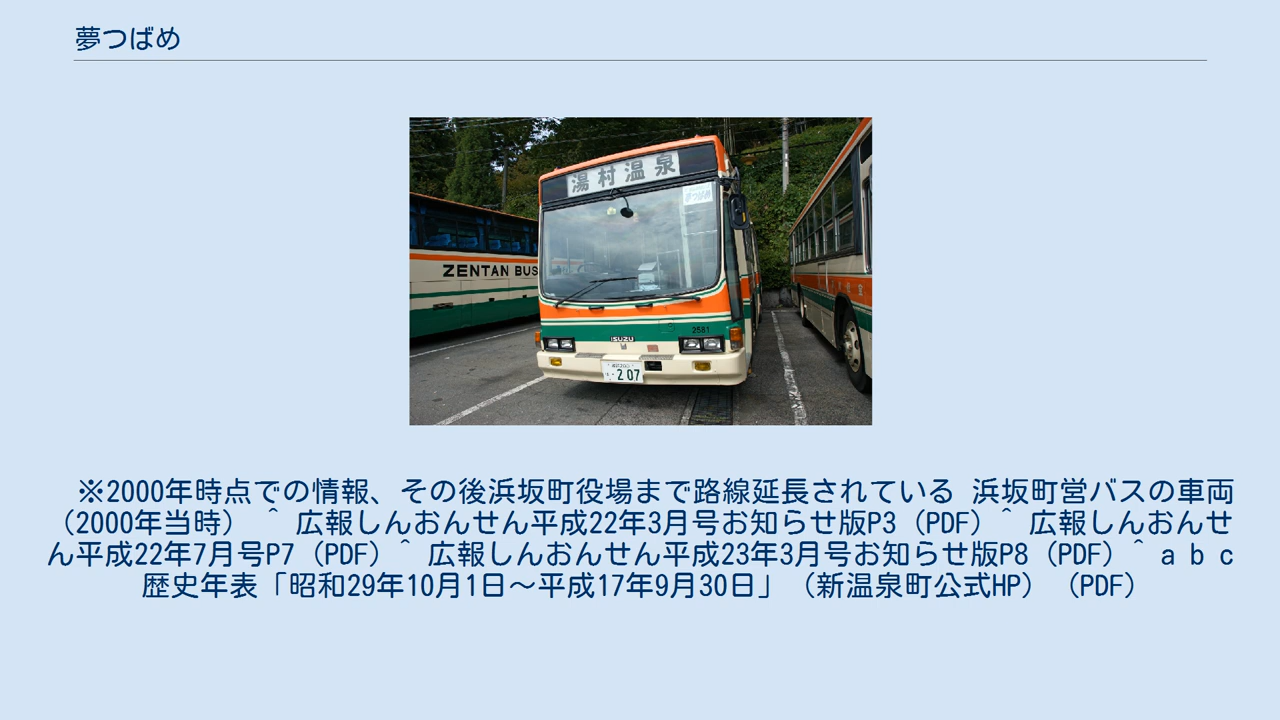 夢つばめ
湯村温泉
ZENTAN BUS
2581
ISUZU
207
※2000年時点での情報、その後浜坂町役場まで路線延長されている 浜坂町営バスの車両
（2000年当時） ^ 広報しんおんせん平成22年3月号お知らせ版P3（PDF）^ 広報しんおんせ
ん平成22年7月号P7（PDF）^ 広報しんおんせん平成23年3月号お知らせ版P8（PDF）^ a b c
歴史年表「昭和29年10月1日～平成17年9月30日」（新温泉町公式HP）（PDF）